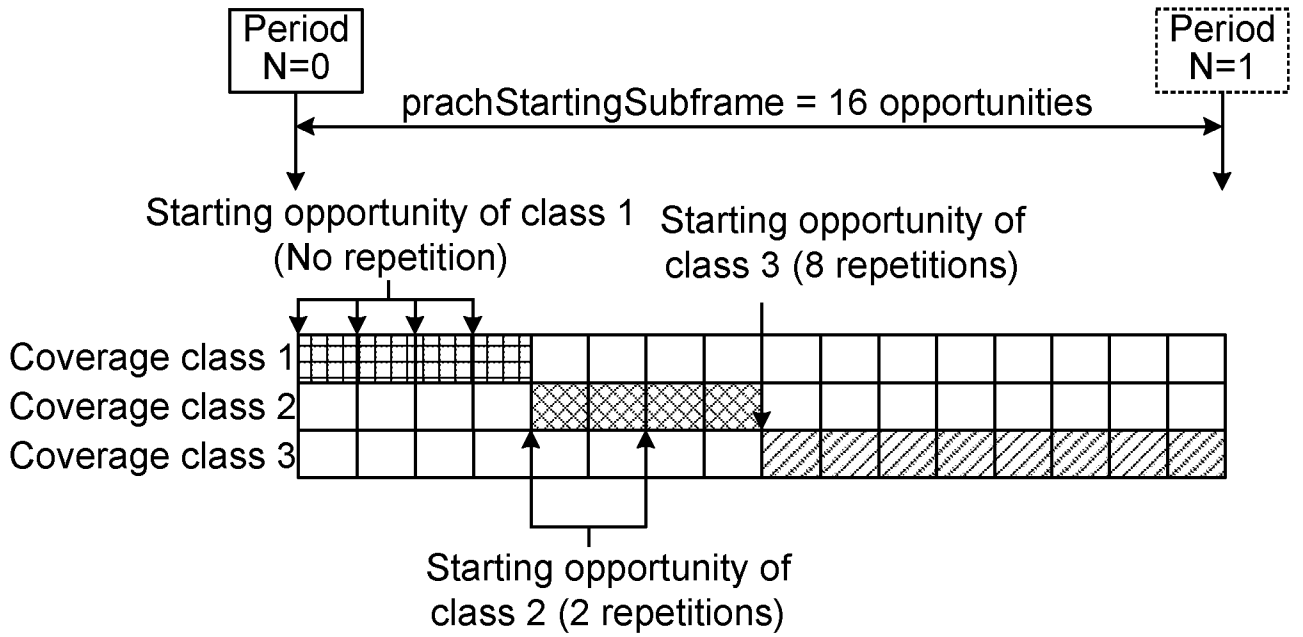 Period
N=0
Period
N=1
prachStartingSubframe = 16 opportunities
Starting opportunity of class 1
(No repetition)
Starting opportunity of
class 3 (8 repetitions)
Coverage class 1
Coverage class 2
Coverage class 3
Starting opportunity of
class 2 (2 repetitions)